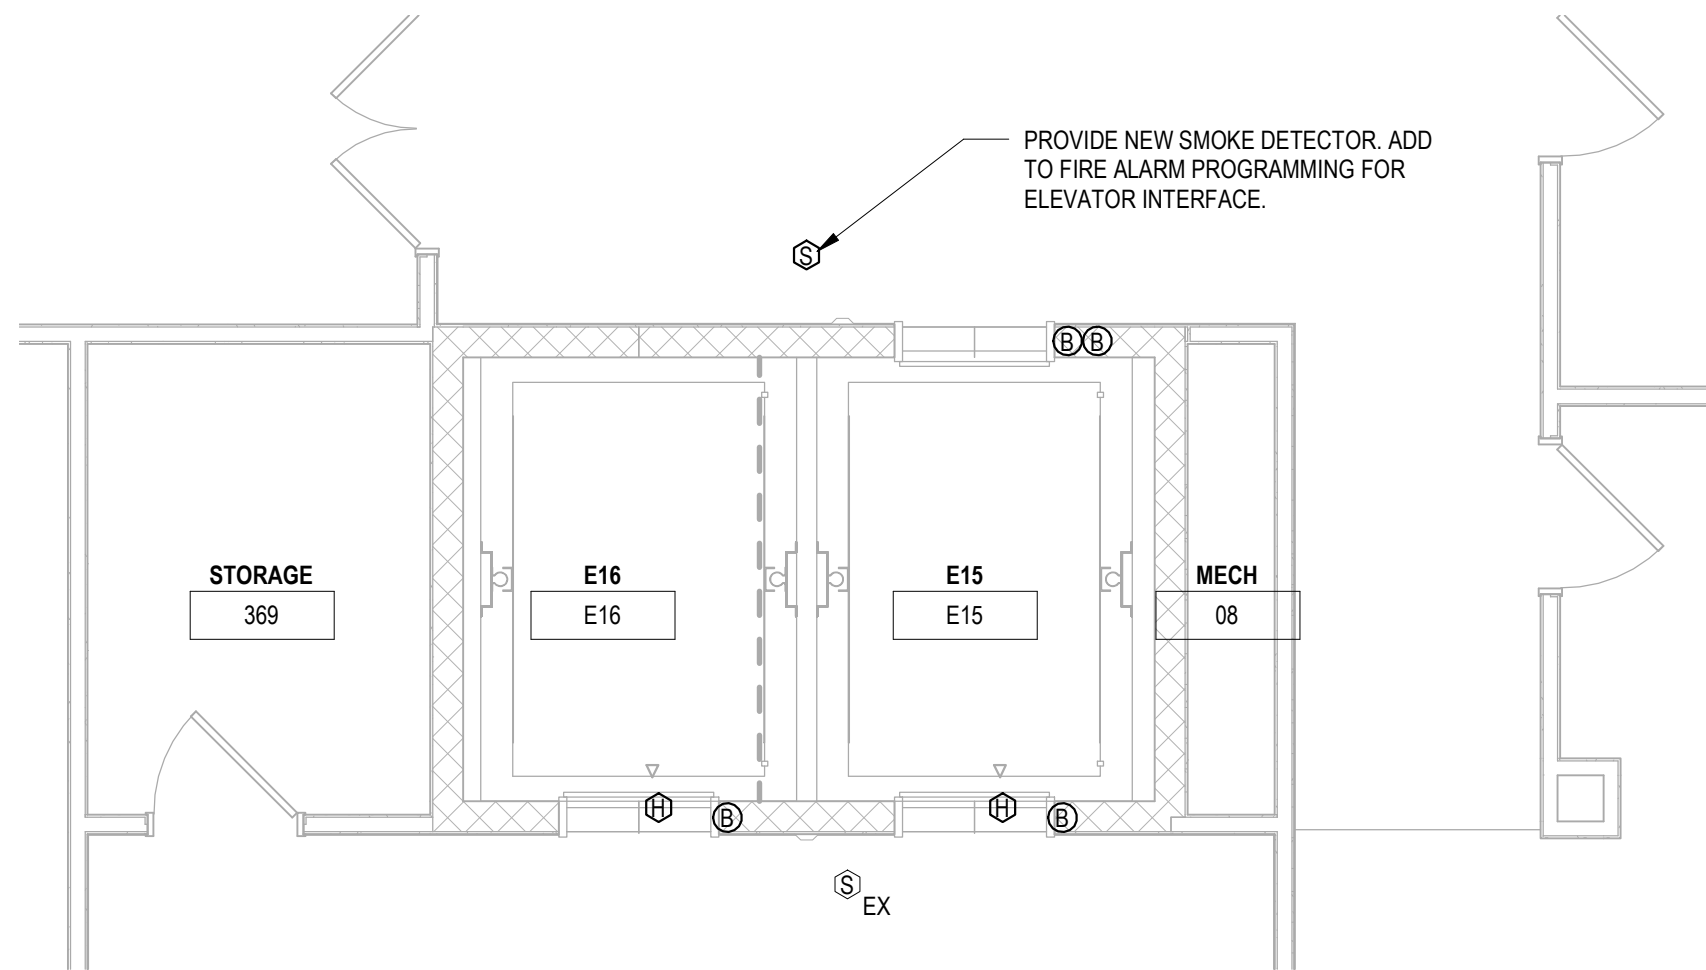 PROVIDE NEW SMOKE DETECTOR. ADD
TO FIRE ALARM PROGRAMMING FOR
ELEVATOR INTERFACE.
S
B B
STORAGE
369
E16
E16
E15
E15
MECH
08
H
B
H
B
S
EX